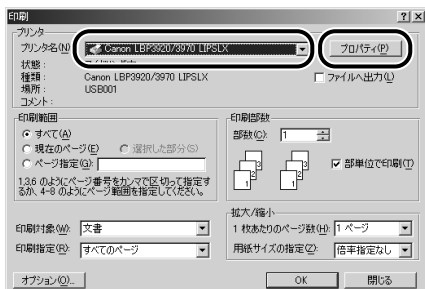 印刷
プリンタ
プリンタ名(N): Canon LBP3920/3970 LIPSLX プロパティ(P)
状態:
種類: Canon LBP3920/3970 LIPSLX ファイルへ出力(L)
場所: USB001
コメント:
印刷範囲
すべて(A)
現在のページ(E) 選択した部分(S)
ページ指定(G):
1,3,6 のようにページ番号をカンマで区切って指定す
るか、4-8 のようにページ範囲を指定してください。
印刷部数
部数(C): 1
部単位で印刷(T)
印刷対象(W): 文書
印刷指定(R): すべてのページ
拡大/縮小
1 枚あたりのページ数(H): 1 ページ
用紙サイズの指定(Z): 倍率指定なし
オプション(O)... OK 閉じる